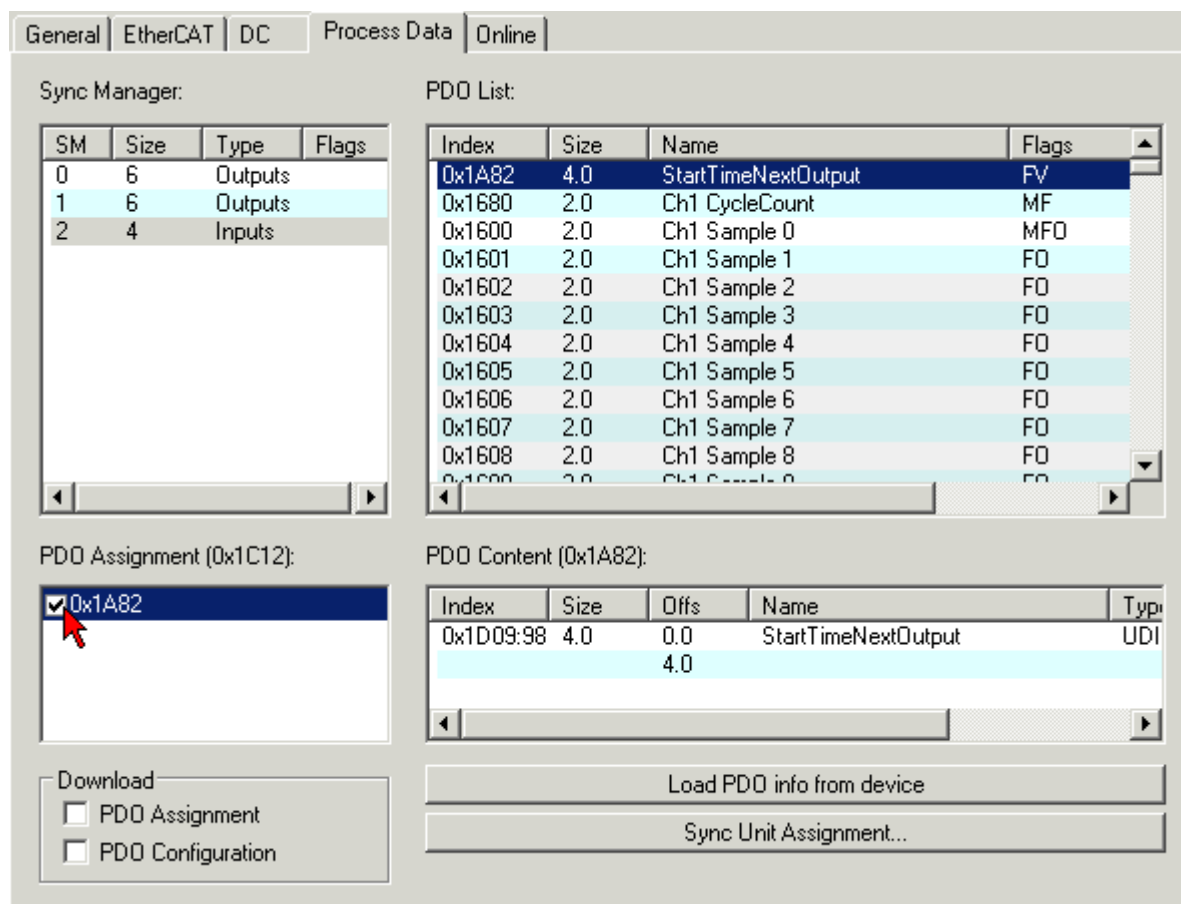 General EtherCAT DC Process Data Online
Sync Manager:
SM Size Type Flags
0 6 Outputs
1 6 Outputs
2 4 Inputs
PDO List:
Index Size Name Flags
0x1A82 4.0 StartTimeNextOutput FV
0x1680 2.0 Ch1 CycleCount MF
0x1600 2.0 Ch1 Sample 0 MFO
0x1601 2.0 Ch1 Sample 1 FO
0x1602 2.0 Ch1 Sample 2 FO
0x1603 2.0 Ch1 Sample 3 FO
0x1604 2.0 Ch1 Sample 4 FO
0x1605 2.0 Ch1 Sample 5 FO
0x1606 2.0 Ch1 Sample 6 FO
0x1607 2.0 Ch1 Sample 7 FO
0x1608 2.0 Ch1 Sample 8 FO
PDO Assignment (0x1C12):
0x1A82
PDO Content (0x1A82):
Index Size Offs Name
0x1D09:98 4.0 0.0 StartTimeNextOutput UDI
4.0
Download
PDO Assignment
PDO Configuration
Load PDO info from device
Sync Unit Assignment...